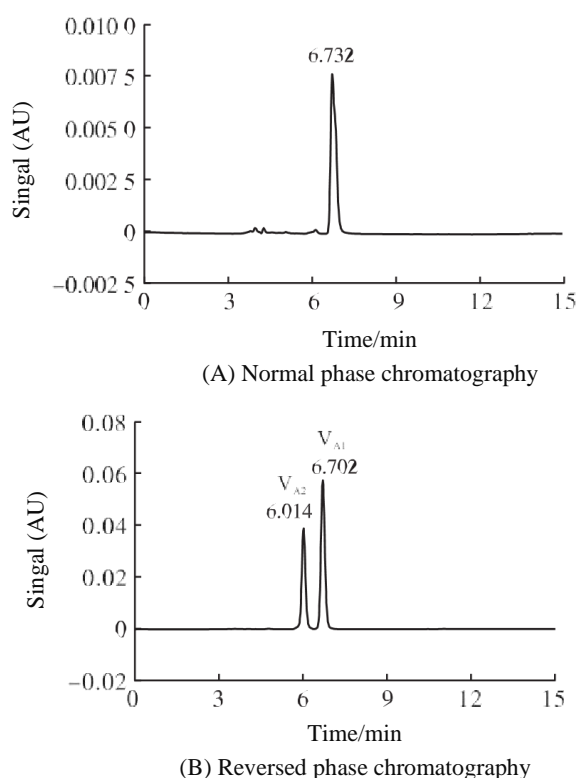 0.010 0
6.732
0.007 5
0.005 0
0.002 5
0
−0.002 5
Singal (AU)
0 3 6 9 12 15
Time/min
(A) Normal phase chromatography
0.08
V_A1
6.702
0.06
V_A2
6.014
0.04
0.02
0
−0.02
Singal (AU)
0 3 6 9 12 15
Time/min
(B) Reversed phase chromatography